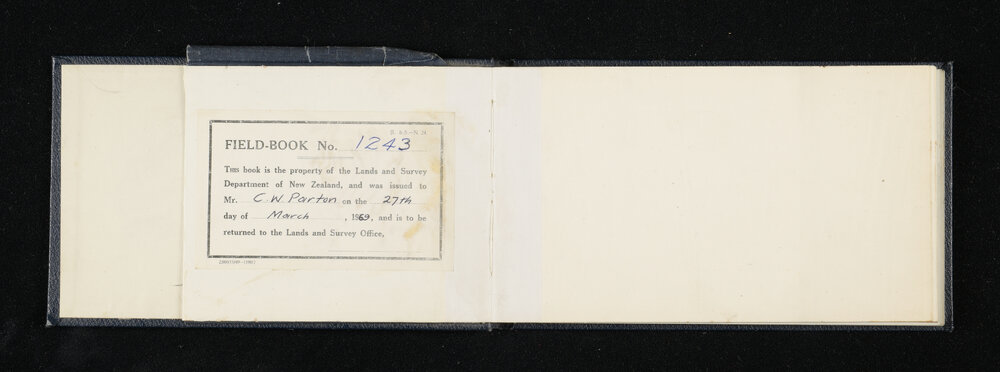 FIELD-BOOK No. 1243
THIS book is the property of the Lands and Survey
Department of New Zealand, and was issued to
Mr. C. W. Parton on the 27th
day of March, 1969, and is to be
returned to the Lands and Survey Office,